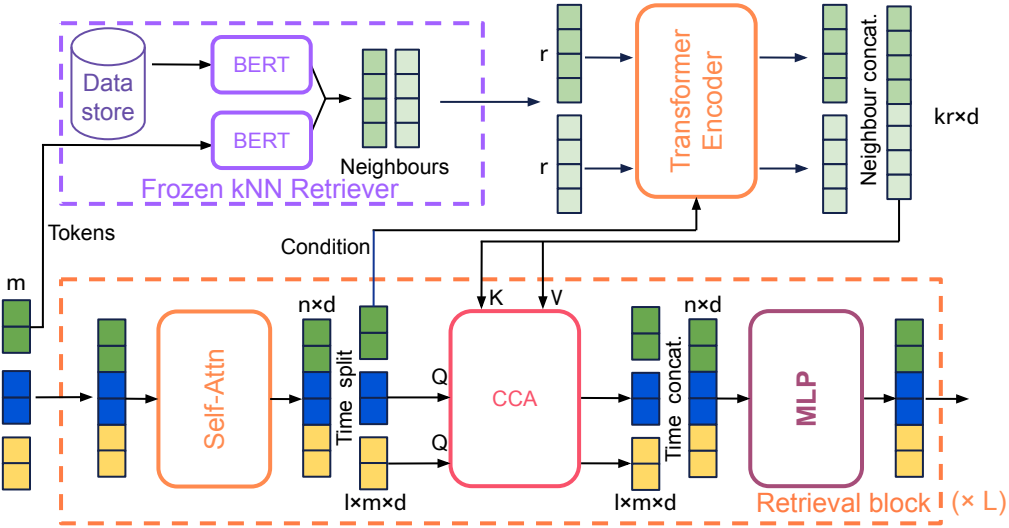 Data
store
BERT
BERT
Neighbours
Frozen kNN Retriever
r
r
Transformer
Encoder
Neighbour concat.
kr×d
Tokens
Condition
m
K
V
n×d
n×d
Self-Attn
Time split
Q
Q
CCA
Time concat.
MLP
l×m×d
l×m×d
Retrieval block
(× L)